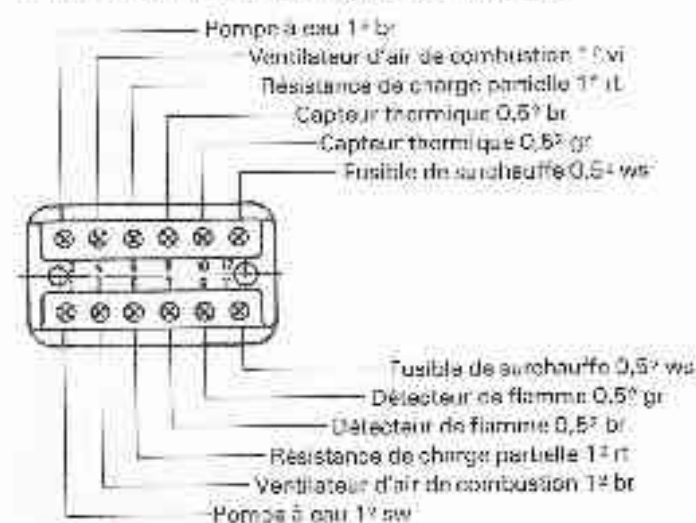 Pompe à eau 1² br
Ventilateur d'air de combustion 1² vi
Résistance de charge partielle 1² rt
Capteur thermique 0,5² br
Capteur thermique 0,5² gr
Fusible de surchauffe 0,5² ws
10 12
Fusible de surchauffe 0,5² ws
Détecteur de flamme 0,5² gr
Détecteur de flamme 0,5² br
Résistance de charge partielle 1² rt
Ventilateur d'air de combustion 1² br
Pompe à eau 1² sw